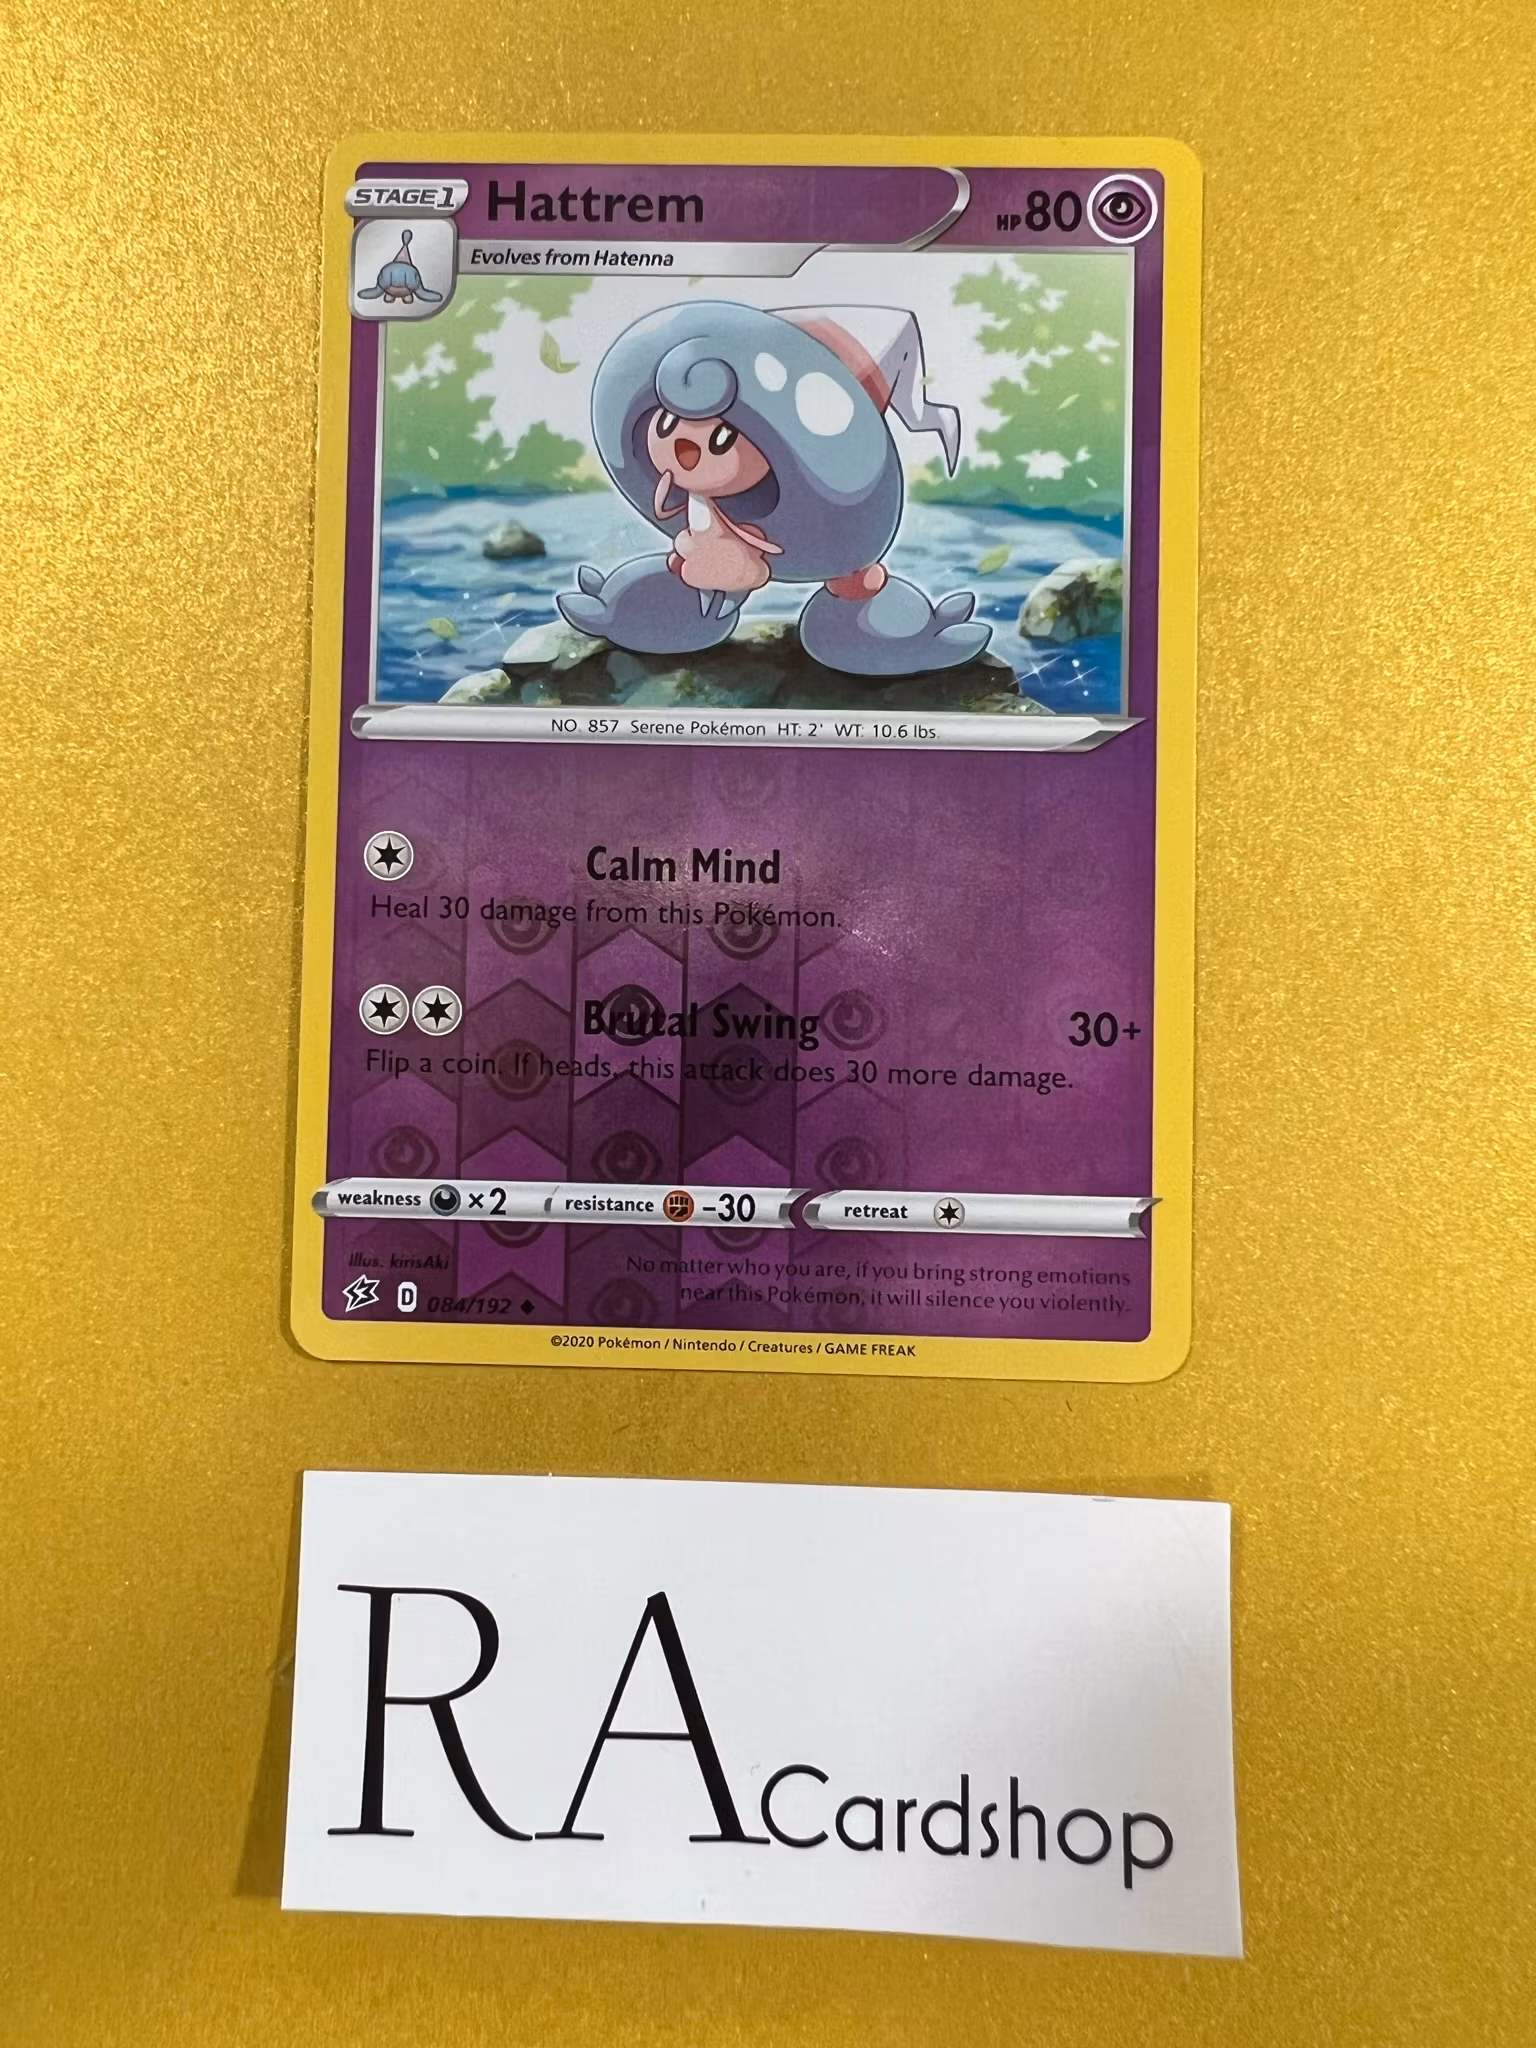 STAGE1
Hattrem
HP80
Evolves from Hatenna
NO. 857 Serene Pokémon HT: 2' WT: 10.6 lbs.
Calm Mind
Heal 30 damage from this Pokémon.
Brutal Swing 30+
Flip a coin. If heads, this attack does 30 more damage.
weakness ×2 resistance -30 retreat
Illus. kirisAki
No matter who you are, if you bring strong emotions
near this Pokémon, it will silence you violently.
D 084/192
©2020 Pokémon / Nintendo / Creatures / GAME FREAK
RA Cardshop